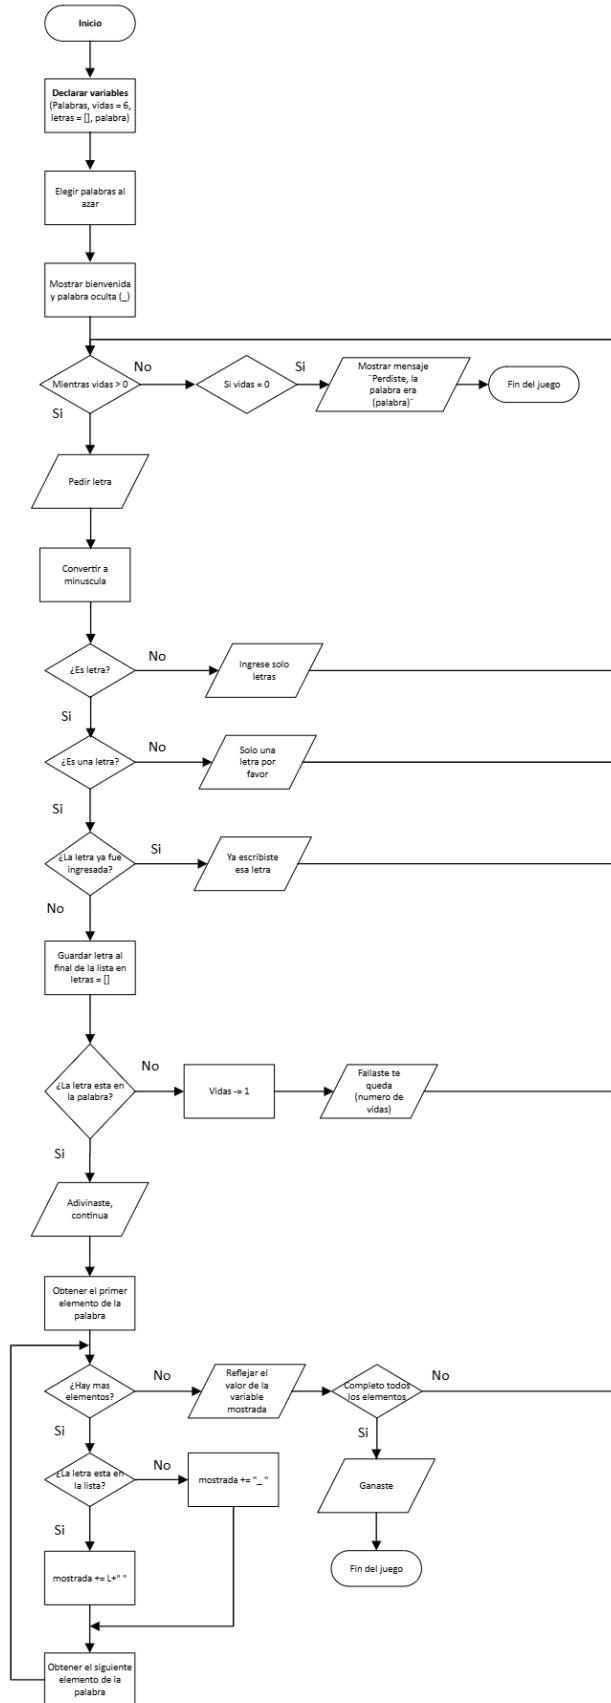 Inicio
Declarar variables
(Palabras, vidas = 6,
letras = [], palabra)
Elegir palabras al
azar
Mostrar bienvenida
y palabra oculta (_)
Mientras vidas > 0
No
Si vidas = 0
Si
Mostrar mensaje
¨Perdiste, la
palabra era
(palabra)¨
Fin del juego
Si
Pedir letra
Convertir a
minuscula
¿Es letra?
No
Ingrese solo
letras
Si
¿Es una letra?
No
Solo una
letra por
favor
Si
¿La letra ya fue
ingresada?
Si
Ya escribiste
esa letra
No
Guardar letra al
final de la lista en
letras = []
¿La letra esta en
la palabra?
No
Vidas -= 1
Fallaste te
queda
(numero de
vidas)
Si
Adivinaste,
continua
Obtener el primer
elemento de la
palabra
¿Hay mas
elementos?
No
Reflejar el
valor de la
variable
mostrada
Completo todos
los elementos
No
Si
Si
¿La letra esta en
la lista?
No
mostrada += "_ "
Ganaste
Si
mostrada += L+" "
Fin del juego
Obtener el siguiente
elemento de la
palabra